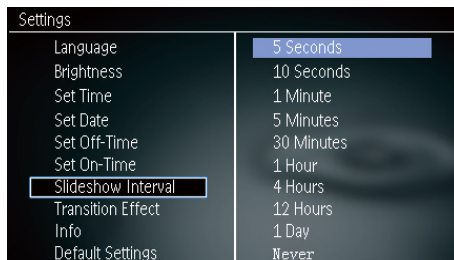 Settings
Language
Brightness
Set Time
Set Date
Set Off-Time
Set On-Time
Slideshow Interval
Transition Effect
Info
Default Settings
5 Seconds
10 Seconds
1 Minute
5 Minutes
30 Minutes
1 Hour
4 Hours
12 Hours
1 Day
Never